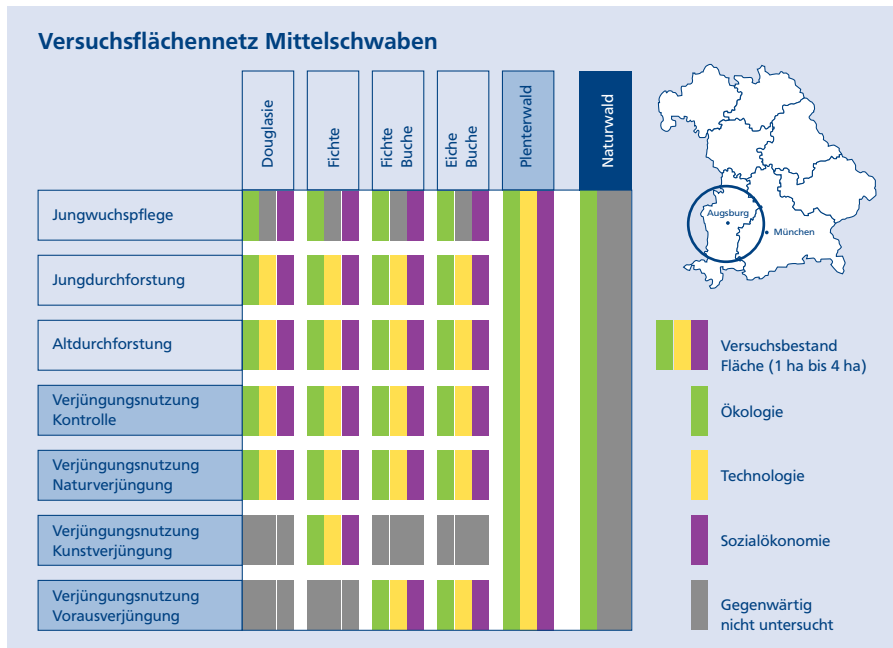 Versuchsflächennetz Mittelschwaben
Douglasie
Fichte
Fichte
Buche
Eiche
Buche
Plenterwald
Naturwald
Jungwuchspflege
Jungdurchforstung
Altdurchforstung
Verjüngungsnutzung
Kontrolle
Verjüngungsnutzung
Naturverjüngung
Verjüngungsnutzung
Kunstverjüngung
Verjüngungsnutzung
Vorausverjüngung
Augsburg
München
Versuchsbestand
Fläche (1 ha bis 4 ha)
Ökologie
Technologie
Sozialökonomie
Gegenwärtig
nicht untersucht